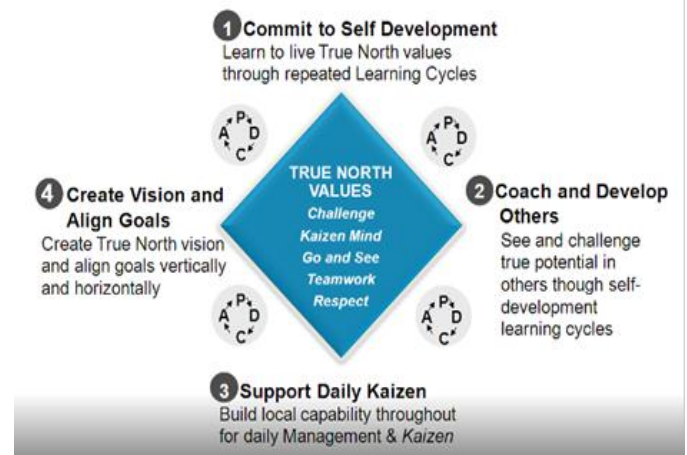 1 Commit to Self Development
Learn to live True North values
through repeated Learning Cycles
P
A D
C
P
A D
C
TRUE NORTH
VALUES
Challenge
Kaizen Mind
Go and See
Teamwork
Respect
2 Coach and Develop
Others
See and challenge
true potential in
others though self-
development
learning cycles
4 Create Vision and
Align Goals
Create True North vision
and align goals vertically
and horizontally
P
A D
C
P
A D
C
3 Support Daily Kaizen
Build local capability throughout
for daily Management & Kaizen